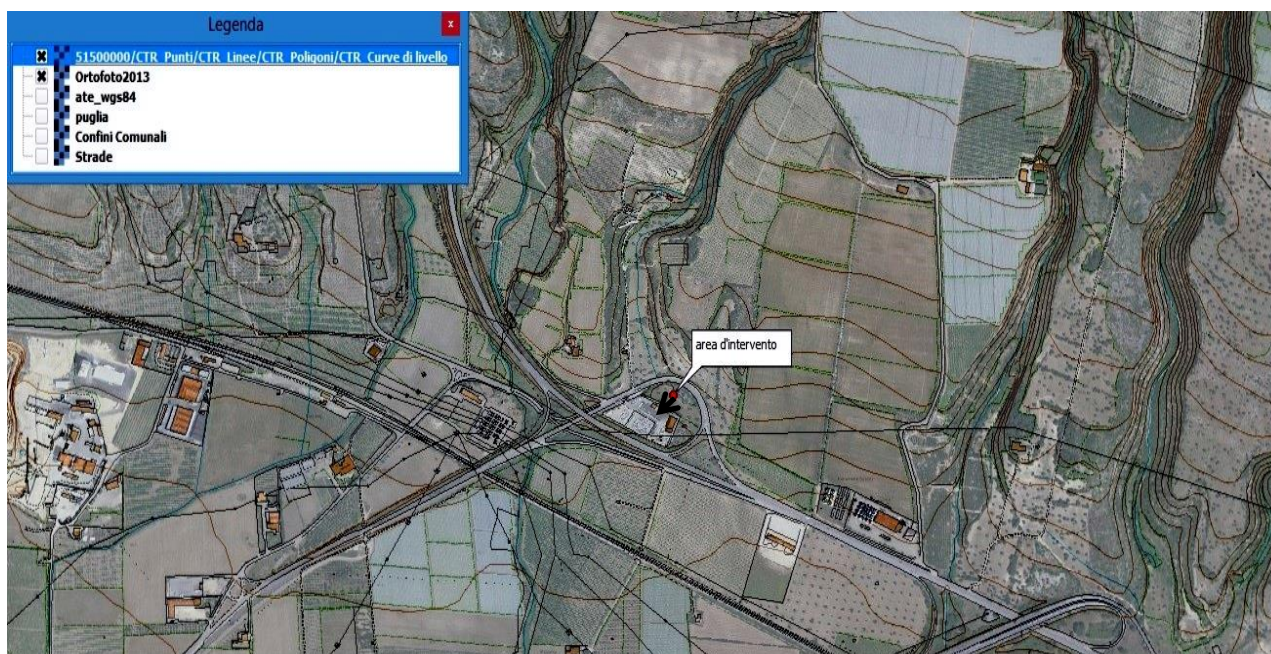 Legenda
x
51500000/CTR_Punti/CTR_Linee/CTR_Poligoni/CTR_Curve di livello
Ortofoto2013
ate_wgs84
puglia
Confini Comunali
Strade
area d'intervento